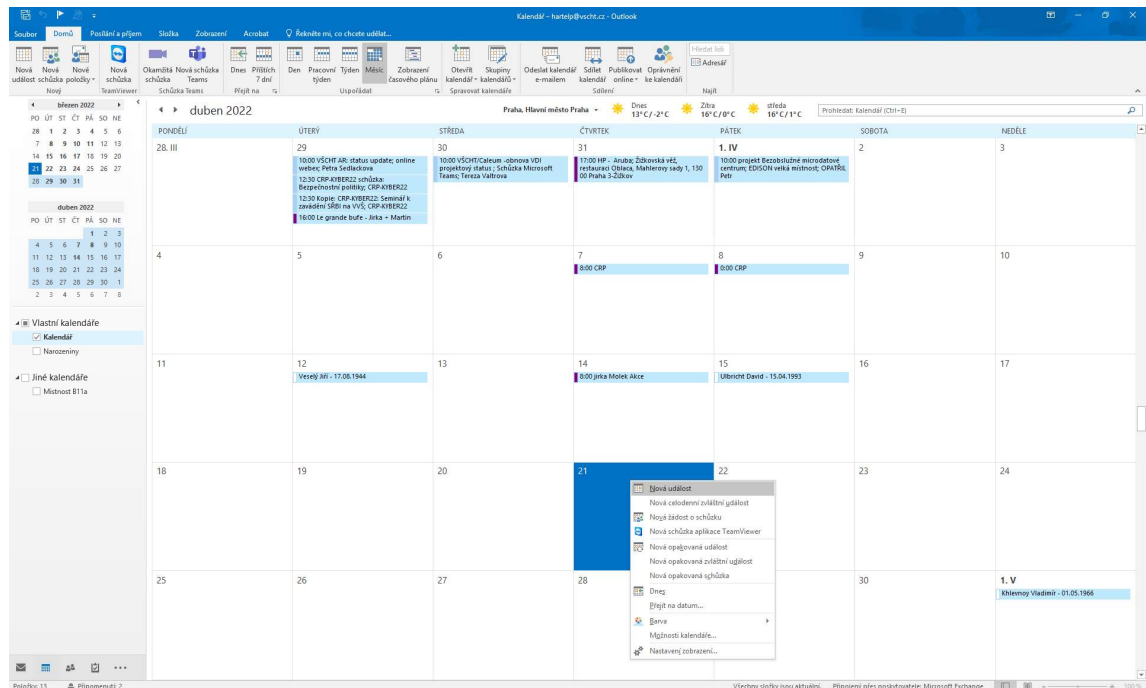 Kalendář - hartelp@vscht.cz - Outlook
Soubor Domů Posílání a příjem Složka Zobrazení Acrobat Řekněte mi, co chcete udělat...
Nová událost
Nová schůzka
Nové položky
Nová schůzka
Okamžitá schůzka
Nová schůzka Teams
Dnes
Příštích 7 dní
Den
Pracovní týden
Týden
Měsíc
Zobrazení časového plánu
Otevřít kalendář
Skupiny kalendářů
Odeslat kalendář e-mailem
Sdílet kalendář
Publikovat online
Oprávnění ke kalendáři
Hledat lidi
Adresář
Nový TeamViewer Schůzka Teams Přejít na Uspořádat Spravovat kalendáře Sdílení Najít
březen 2022
PO ÚT ST ČT PÁ SO NE
28 1 2 3 4 5 6
7 8 9 10 11 12 13
14 15 16 17 18 19 20
21 22 23 24 25 26 27
28 29 30 31
duben 2022
PO ÚT ST ČT PÁ SO NE
1 2 3
4 5 6 7 8 9 10
11 12 13 14 15 16 17
18 19 20 21 22 23 24
25 26 27 28 29 30 1
2 3 4 5 6 7 8
Vlastní kalendáře
Kalendář
Narozeniny
Jiné kalendáře
Místnost B11a
duben 2022
Praha, Hlavní město Praha
Dnes
13°C/-2°C
Zítra
16°C/0°C
středa
16°C/1°C
Prohledat: Kalendář (Ctrl+E)
PONDĚLÍ ÚTERÝ STŘEDA ČTVRTEK PÁTEK SOBOTA NEDĚLE
28. III 29 30 31 1. IV 2 3
10:00 VŠCHT AR: status update; online
webex; Petra Sedlackova
12:30 CRP-KYBER22 schůzka:
Bezpečnostní politiky; CRP-KYBER22
12:30 Kopie: CRP-KYBER22: Seminář k
zavádění SŘBI na VVŠ; CRP-KYBER22
16:00 Le grande bufe - Jirka + Martin
10:00 VŠCHT/Caleum -obnova VDI
projektový status ; Schůzka Microsoft
Teams; Tereza Valtrova
17:00 HP - Aruba; Žižkovská věž,
restauraci Oblaca, Mahlerovy sady 1, 130
00 Praha 3-Žižkov
10:00 projekt Bezobslužné microdatové
centrum; EDISON velká místnost; OPATŘIL
Petr
4 5 6 7 8 9 10
8:00 CRP
0:00 CRP
11 12 13 14 15 16 17
Veselý Jiří - 17.08.1944
8:00 jirka Molek Akce
Ulbricht David - 15.04.1993
18 19 20 21 22 23 24
Nová událost
Nová celodenní zvláštní událost
Nová žádost o schůzku
Nová schůzka aplikace TeamViewer
Nová opakovaná událost
Nová opakovaná zvláštní událost
Nová opakovaná schůzka
Dnes
Přejít na datum...
Barva
Možnosti kalendáře...
Nastavení zobrazení...
25 26 27 28 30 1. V
Khlevnoy Vladimír - 01.05.1966
Položky: 13 Připomenutí: 2 Všechny složky jsou aktuální. Připojení přes poskytovatele: Microsoft Exchange 100 %